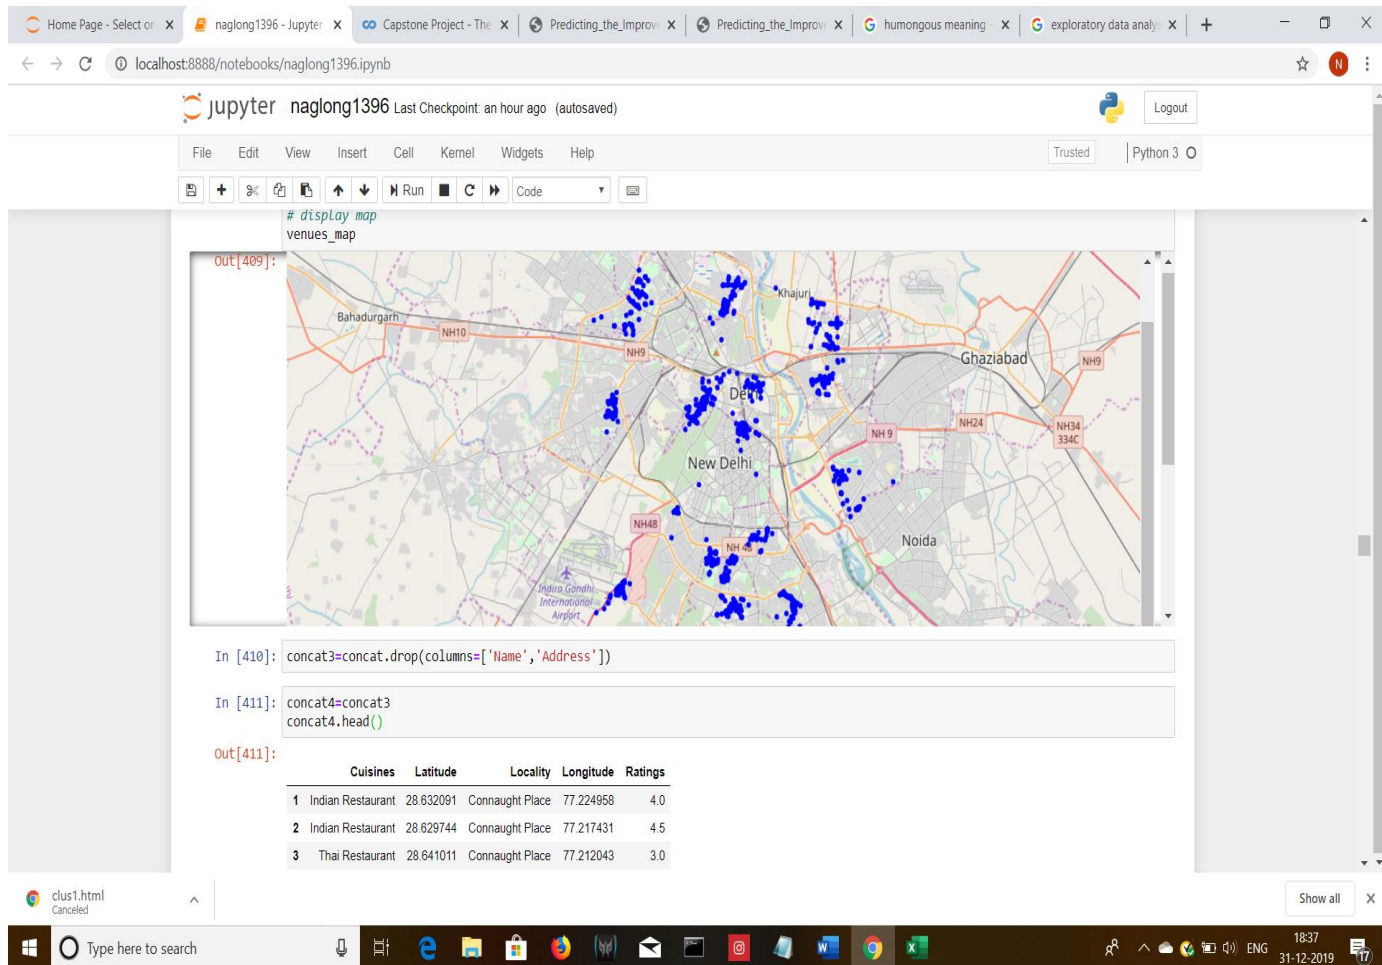 Home Page - Select or
naglong1396 - Jupyter
Capstone Project - The
Predicting_the_Improv
Predicting_the_Improv
humongous meaning -
exploratory data analy
localhost:8888/notebooks/naglong1396.ipynb
N
jupyter naglong1396 Last Checkpoint: an hour ago (autosaved)
Logout
File Edit View Insert Cell Kernel Widgets Help
Trusted
Python 3
Run
Code
# display map
venues_map
Out[409]:
Khajuri
Bahadurgarh
NH10
NH9
Ghaziabad
NH9
Delhi
NH24
NH34
334C
NH 9
New Delhi
NH48
NH 48
Noida
Indira Gandhi
International
Airport
In [410]: concat3=concat.drop(columns=['Name','Address'])
In [411]: concat4=concat3
concat4.head()
Out[411]:
Cuisines Latitude Locality Longitude Ratings
1 Indian Restaurant 28.632091 Connaught Place 77.224958 4.0
2 Indian Restaurant 28.629744 Connaught Place 77.217431 4.5
3 Thai Restaurant 28.641011 Connaught Place 77.212043 3.0
clus1.html
Canceled
Show all
Type here to search
ENG
18:37
31-12-2019
17